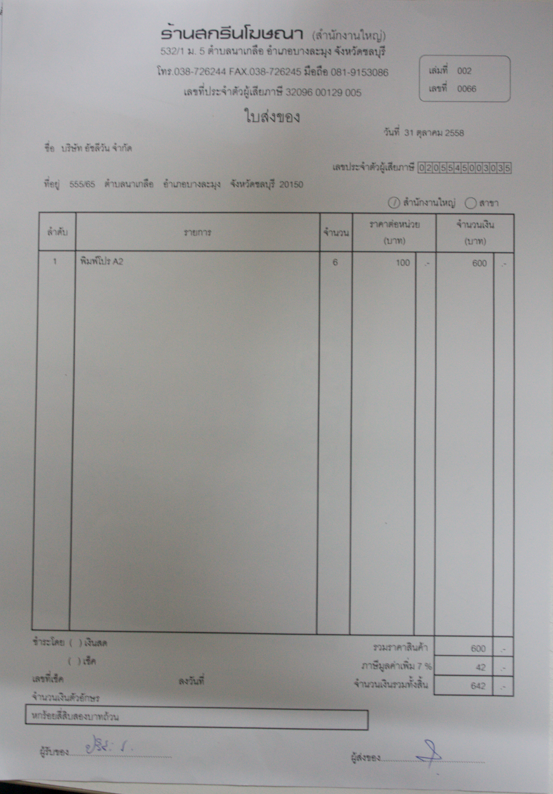 ร้านสกรีนโฆษณา (สำนักงานใหญ่)
532/1 ม. 5 ตำบลนาเกลือ อำเภอบางละมุง จังหวัดชลบุรี
โทร.038-726244 FAX.038-726245 มือถือ 081-9153086
เลขที่ประจำตัวผู้เสียภาษี 32096 00129 005
เล่มที่ 002
เลขที่ 0066
ใบส่งของ
วันที่ 31 ตุลาคม 2558
ชื่อ บริษัท อัชลีวัน จำกัด
เลขประจำตัวผู้เสียภาษี 0205545003035
ที่อยู่ 555/65 ตำบลนาเกลือ อำเภอบางละมุง จังหวัดชลบุรี 20150
(/) สำนักงานใหญ่ ◯ สาขา
ลำดับ รายการ จำนวน ราคาต่อหน่วย (บาท) จำนวนเงิน (บาท)
1 พิมพ์โปร A2 6 100 .- 600 .-
ชำระโดย ( ) เงินสด รวมราคาสินค้า 600 .-
( ) เช็ค ภาษีมูลค่าเพิ่ม 7 % 42 .-
เลขที่เช็ค ลงวันที่ จำนวนเงินรวมทั้งสิ้น 642 .-
จำนวนเงินตัวอักษร
หกร้อยสี่สิบสองบาทถ้วน
ผู้รับของ ผู้ส่งของ